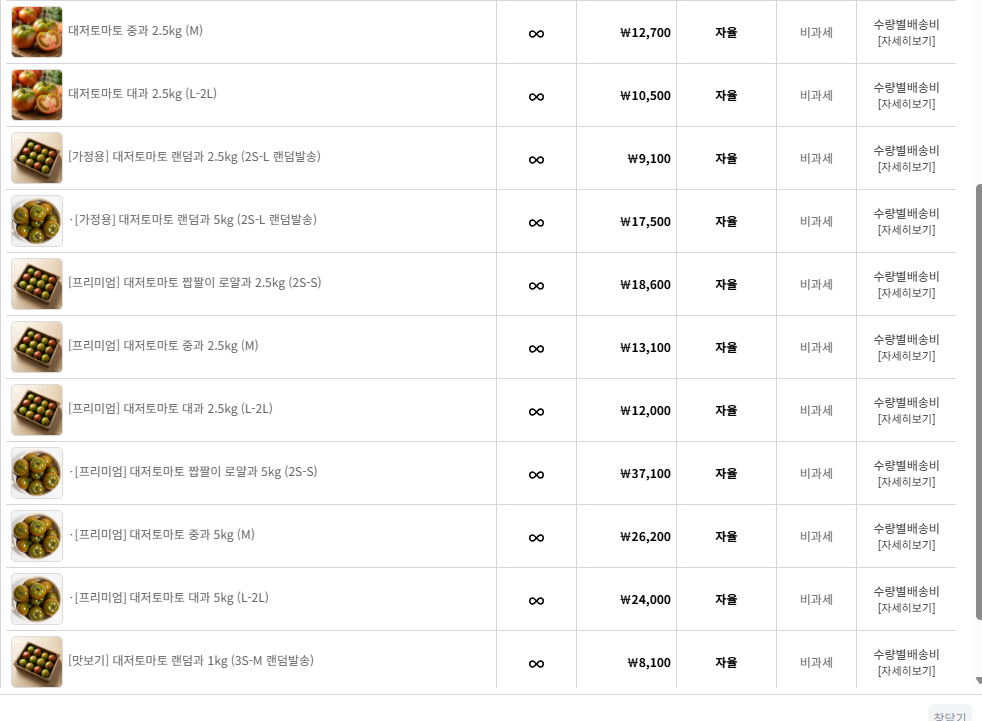 대저토마토 중과 2.5kg (M) ∞ ₩12,700 자율 비과세 수량별배송비
[자세히보기]
대저토마토 대과 2.5kg (L-2L) ∞ ₩10,500 자율 비과세 수량별배송비
[자세히보기]
[가정용] 대저토마토 랜덤과 2.5kg (2S-L 랜덤발송) ∞ ₩9,100 자율 비과세 수량별배송비
[자세히보기]
·[가정용] 대저토마토 랜덤과 5kg (2S-L 랜덤발송) ∞ ₩17,500 자율 비과세 수량별배송비
[자세히보기]
[프리미엄] 대저토마토 짭짤이 로얄과 2.5kg (2S-S) ∞ ₩18,600 자율 비과세 수량별배송비
[자세히보기]
[프리미엄] 대저토마토 중과 2.5kg (M) ∞ ₩13,100 자율 비과세 수량별배송비
[자세히보기]
[프리미엄] 대저토마토 대과 2.5kg (L-2L) ∞ ₩12,000 자율 비과세 수량별배송비
[자세히보기]
·[프리미엄] 대저토마토 짭짤이 로얄과 5kg (2S-S) ∞ ₩37,100 자율 비과세 수량별배송비
[자세히보기]
·[프리미엄] 대저토마토 중과 5kg (M) ∞ ₩26,200 자율 비과세 수량별배송비
[자세히보기]
·[프리미엄] 대저토마토 대과 5kg (L-2L) ∞ ₩24,000 자율 비과세 수량별배송비
[자세히보기]
[맛보기] 대저토마토 랜덤과 1kg (3S-M 랜덤발송) ∞ ₩8,100 자율 비과세 수량별배송비
[자세히보기]
창닫기